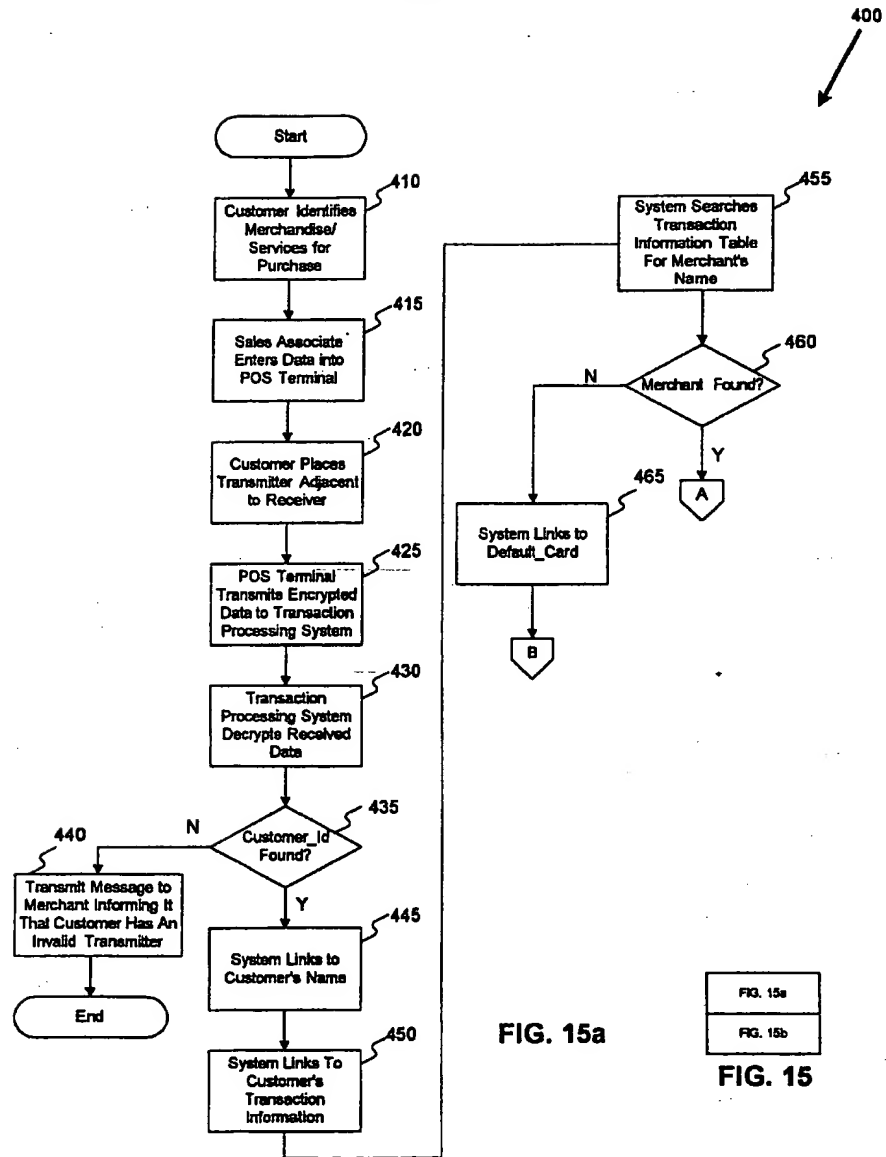 400
Start
410
Customer Identifies
Merchandise/
Services for
Purchase
415
Sales Associate
Enters Data into
POS Terminal
420
Customer Places
Transmitter Adjacent
to Receiver
425
POS Terminal
Transmits Encrypted
Data to Transaction
Processing System
430
Transaction
Processing System
Decrypts Received
Data
435
Customer_Id
Found?
N
Y
440
Transmit Message to
Merchant Informing It
That Customer Has An
Invalid Transmitter
End
445
System Links to
Customer's Name
450
System Links To
Customer's
Transaction
Information
455
System Searches
Transaction
Information Table
For Merchant's
Name
460
Merchant Found?
N
Y
A
465
System Links to
Default_Card
B
FIG. 15a
FIG. 15a
FIG. 15b
FIG. 15